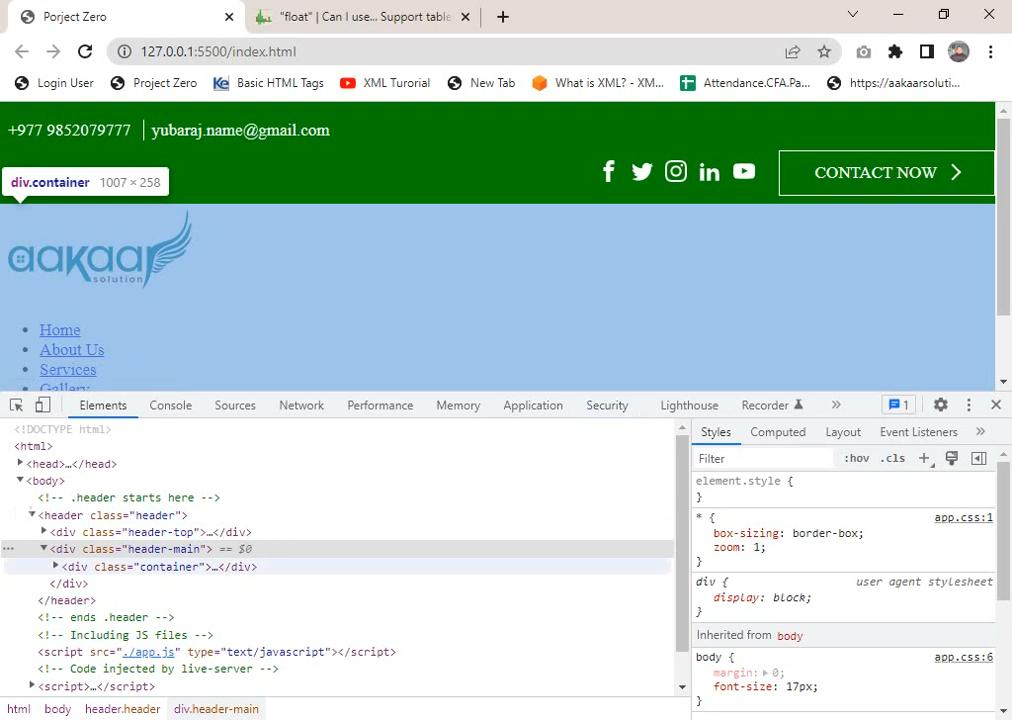 Porject Zero
"float" | Can I use... Support table
127.0.0.1:5500/index.html
Login User Project Zero Basic HTML Tags XML Turorial New Tab What is XML? - XM... Attendance.CFA.Pa... https://aakaarsoluti...
+977 9852079777 yubaraj.name@gmail.com
CONTACT NOW
div.container 1007 × 258
aakaar
solution
Home
About Us
Services
Gallery
Elements Console Sources Network Performance Memory Application Security Lighthouse Recorder 1
<!DOCTYPE html>
<html>
<head>…</head>
<body>
<!-- .header starts here -->
<header class="header">
<div class="header-top">…</div>
<div class="header-main"> == $0
<div class="container">…</div>
</div>
</header>
<!-- ends .header -->
<!-- Including JS files -->
<script src="./app.js" type="text/javascript"></script>
<!-- Code injected by live-server -->
<script>…</script>
html body header.header div.header-main
Styles Computed Layout Event Listeners
Filter :hov .cls
element.style {
}
* { app.css:1
box-sizing: border-box;
zoom: 1;
}
div { user agent stylesheet
display: block;
}
Inherited from body
body { app.css:6
margin: 0;
font-size: 17px;
}